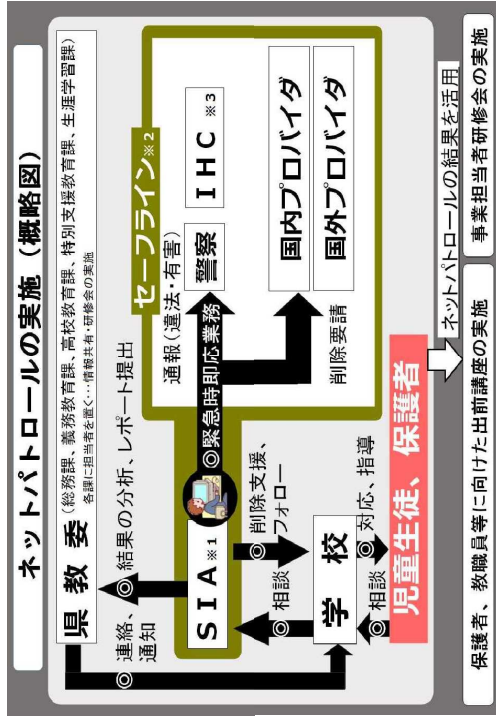 ネットパトロールの実施（概略図）
県教委（総務課、義務教育課、高校教育課、特別支援教育課、生涯学習課）
各課に担当者を置く…情報共有・研修会の実施
◎連絡、通知
◎結果の分析、レポート提出
セーフライン※2
通報（違法・有害）
SIA※1
◎緊急時即応業務
警察
IHC※3
◎相談
◎削除支援、フォロー
削除要請
国内プロバイダ
国外プロバイダ
学校
◎相談
◎対応、指導
児童生徒、保護者
ネットパトロールの結果を活用
保護者、教職員等に向けた出前講座の実施
事業担当者研修会の実施